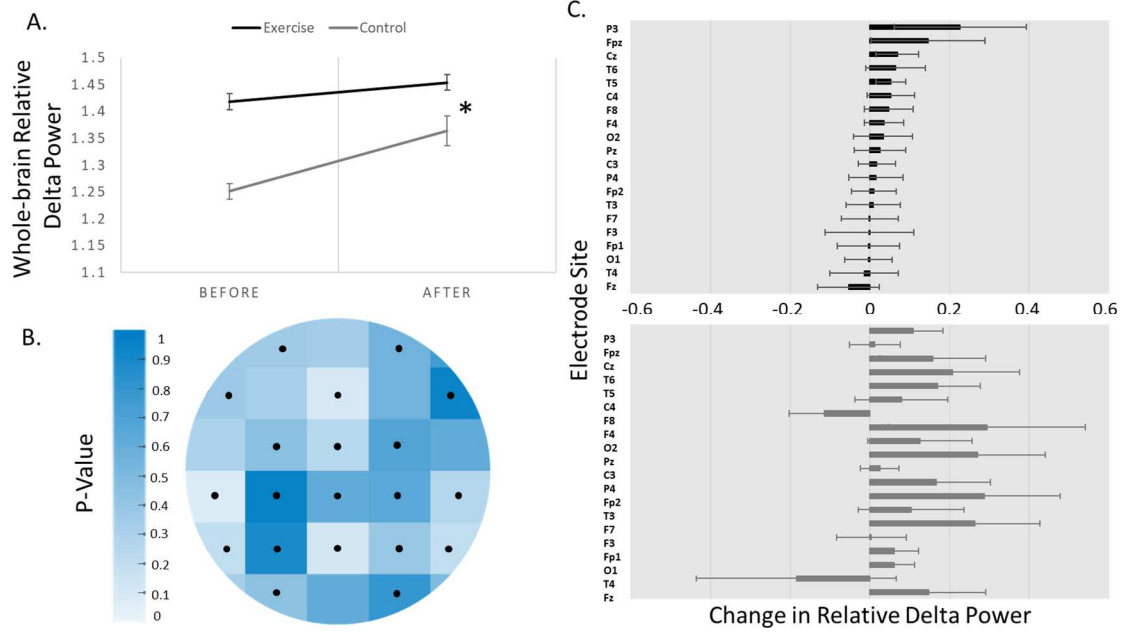 A.
Exercise Control
Whole-brain Relative
Delta Power
1.5
1.45
1.4
1.35
1.3
1.25
1.2
1.15
1.1
*
BEFORE AFTER
B.
P-Value
1
0.9
0.8
0.7
0.6
0.5
0.4
0.3
0.2
0.1
0
C.
Electrode Site
P3
Fpz
Cz
T6
T5
C4
F8
F4
O2
Pz
C3
P4
Fp2
T3
F7
F3
Fp1
O1
T4
Fz
-0.6 -0.4 -0.2 0 0.2 0.4 0.6
P3
Fpz
Cz
T6
T5
C4
F8
F4
O2
Pz
C3
P4
Fp2
T3
F7
F3
Fp1
O1
T4
Fz
Change in Relative Delta Power